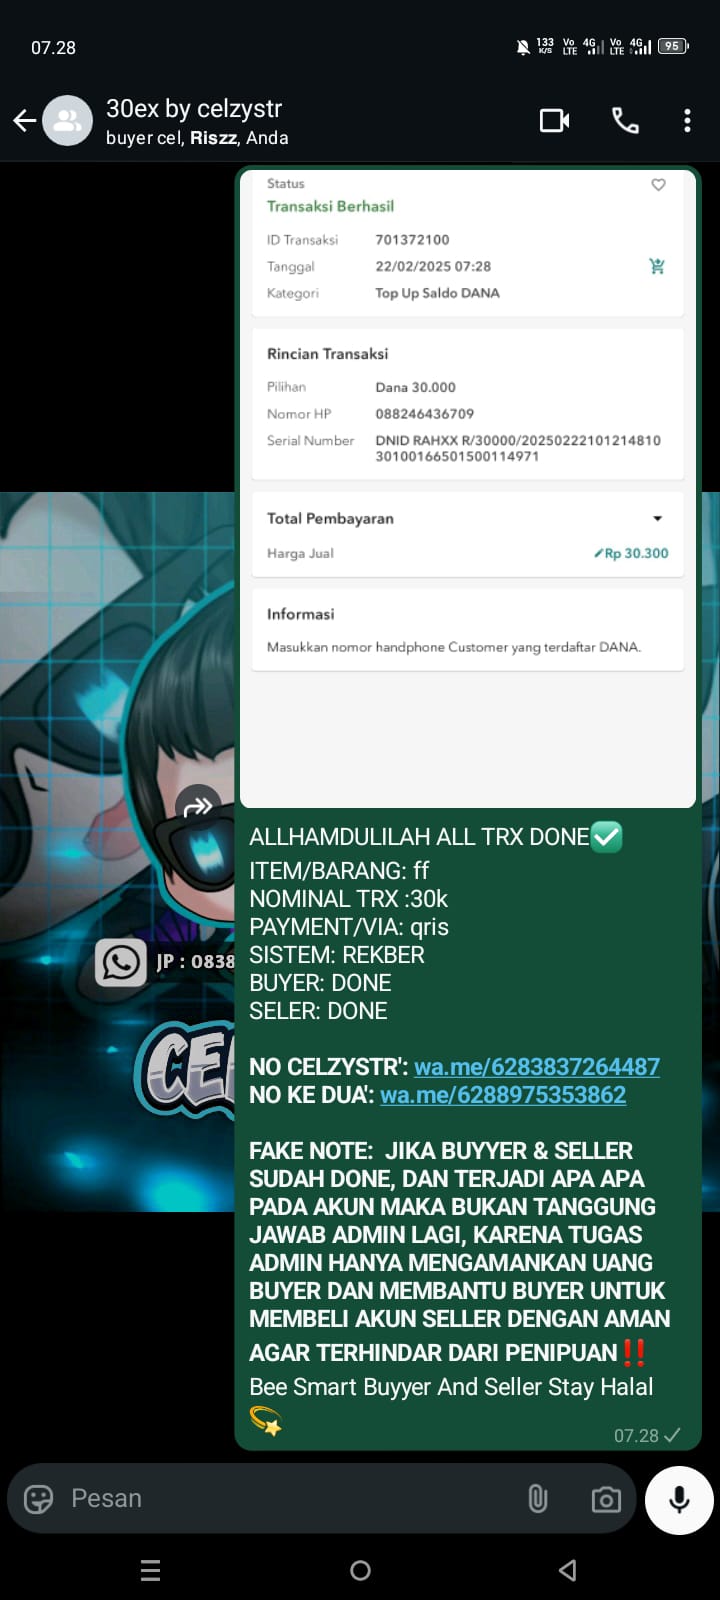 07.28
133 K/S Vo LTE 4G Vo LTE 4G 95
30ex by celzystr
buyer cel, Riszz, Anda
Status
Transaksi Berhasil
ID Transaksi 701372100
Tanggal 22/02/2025 07:28
Kategori Top Up Saldo DANA
Rincian Transaksi
Pilihan Dana 30.000
Nomor HP 088246436709
Serial Number DNID RAHXX R/30000/20250222101214810
30100166501500114971
Total Pembayaran
Harga Jual Rp 30.300
Informasi
Masukkan nomor handphone Customer yang terdaftar DANA.
JP : 0838
CE
ALLHAMDULILAH ALL TRX DONE✅
ITEM/BARANG: ff
NOMINAL TRX :30k
PAYMENT/VIA: qris
SISTEM: REKBER
BUYER: DONE
SELER: DONE
NO CELZYSTR': wa.me/6283837264487
NO KE DUA': wa.me/6288975353862
FAKE NOTE: JIKA BUYYER & SELLER
SUDAH DONE, DAN TERJADI APA APA
PADA AKUN MAKA BUKAN TANGGUNG
JAWAB ADMIN LAGI, KARENA TUGAS
ADMIN HANYA MENGAMANKAN UANG
BUYER DAN MEMBANTU BUYER UNTUK
MEMBELI AKUN SELLER DENGAN AMAN
AGAR TERHINDAR DARI PENIPUAN‼️
Bee Smart Buyyer And Seller Stay Halal
💫
07.28
Pesan